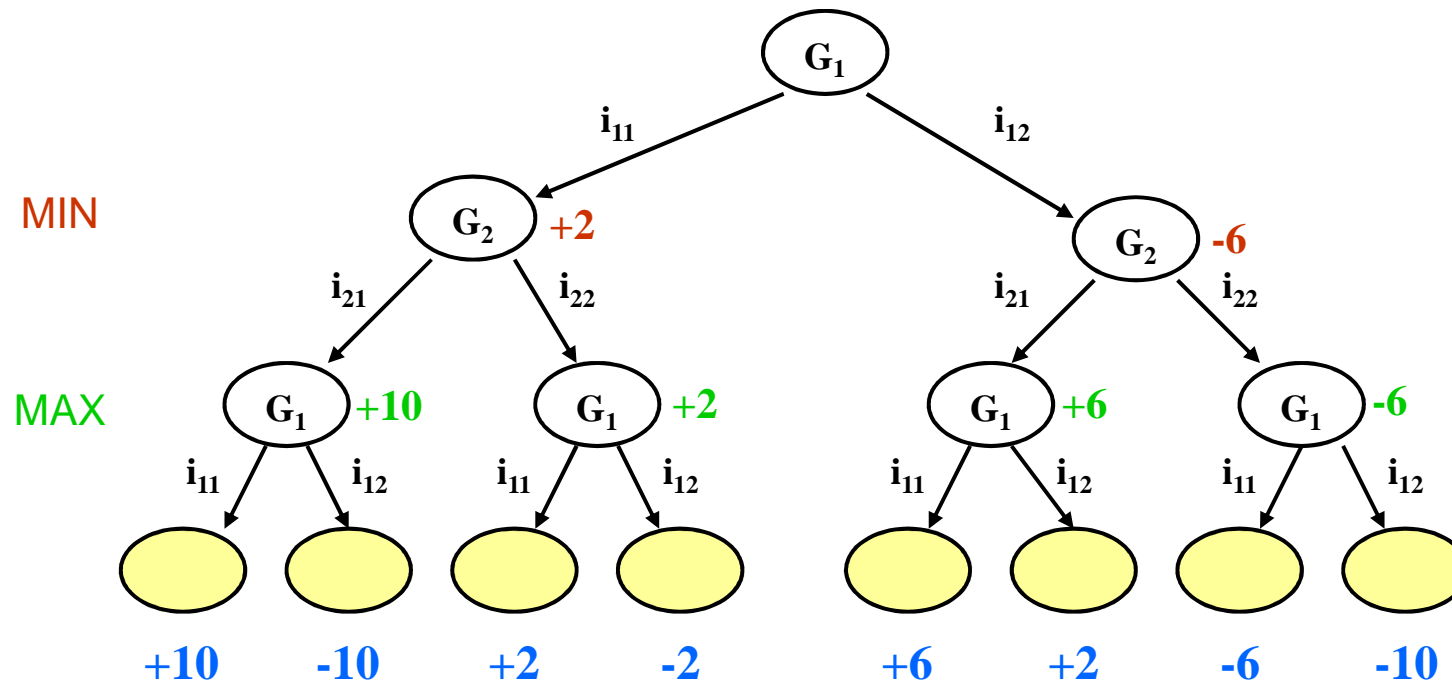 G₁
i₁₁ i₁₂
MIN G₂ +2 G₂ -6
i₂₁ i₂₂ i₂₁ i₂₂
MAX G₁ +10 G₁ +2 G₁ +6 G₁ -6
i₁₁ i₁₂ i₁₁ i₁₂ i₁₁ i₁₂ i₁₁ i₁₂
+10 -10 +2 -2 +6 +2 -6 -10